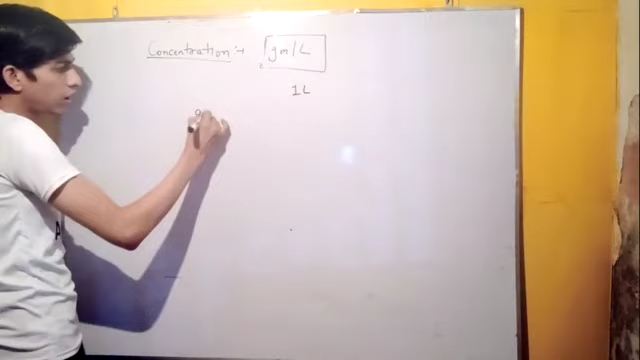 Concentration :→ gm/L
1L